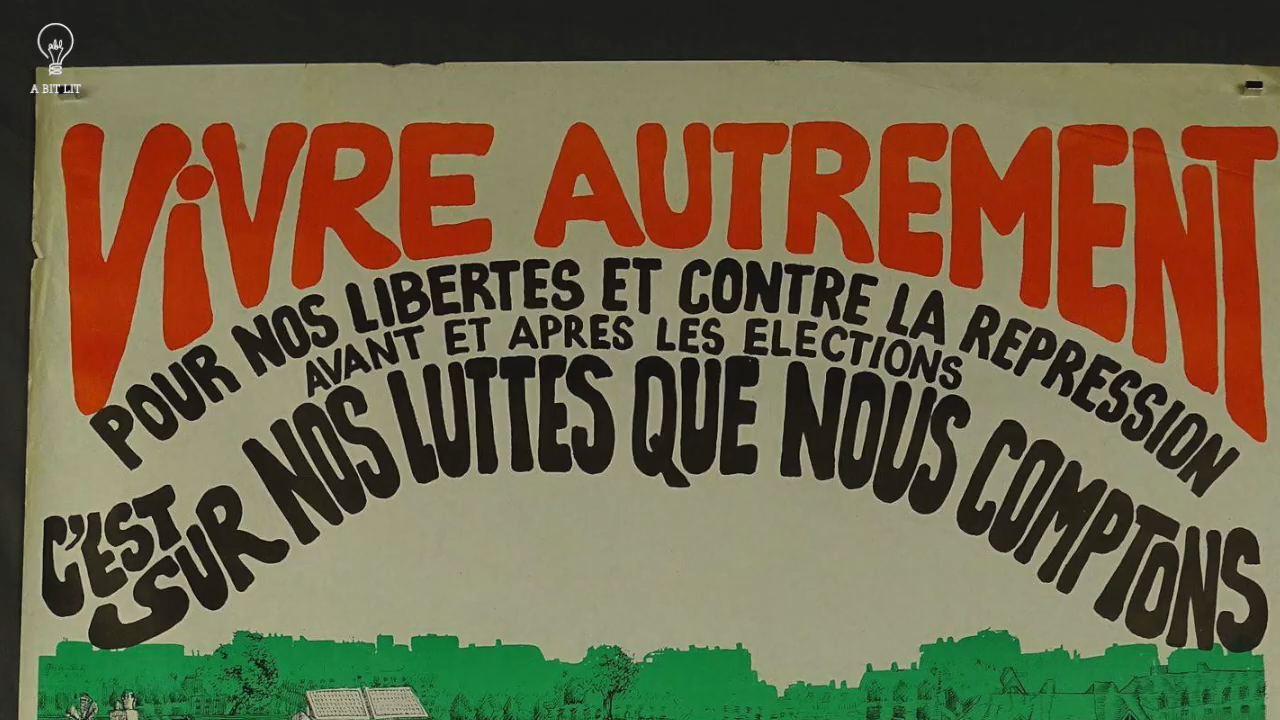 A BIT LIT
ViVRE AUTREMENT
POUR NOS LIBERTES ET CONTRE LA REPRESSION
AVANT ET APRES LES ELECTIONS
C'EST SUR NOS LUTTES QUE NOUS COMPTONS